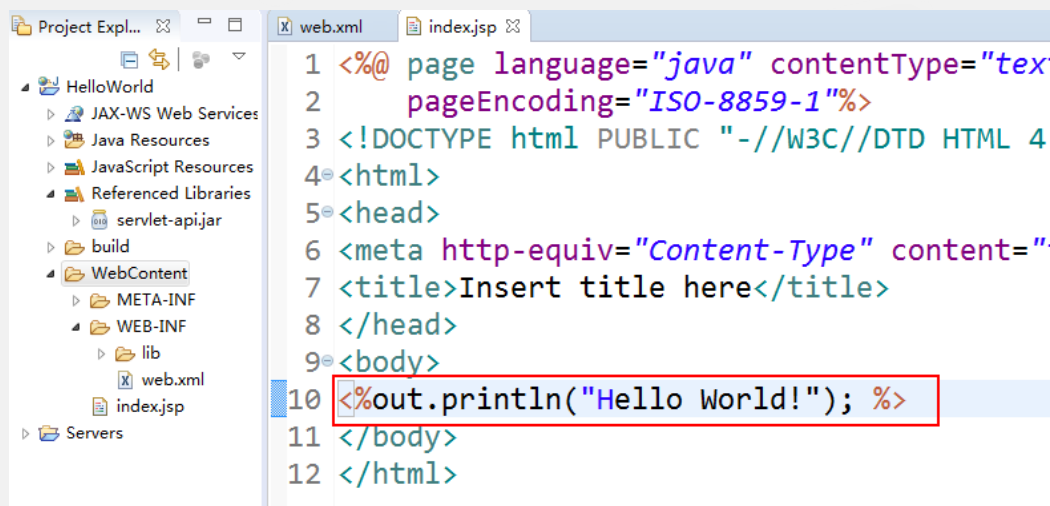 Project Expl...
HelloWorld
JAX-WS Web Services
Java Resources
JavaScript Resources
Referenced Libraries
servlet-api.jar
build
WebContent
META-INF
WEB-INF
lib
web.xml
index.jsp
Servers
web.xml
index.jsp
1 <%@ page language="java" contentType="tex
2 pageEncoding="ISO-8859-1"%>
3 <!DOCTYPE html PUBLIC "-//W3C//DTD HTML 4
4 <html>
5 <head>
6 <meta http-equiv="Content-Type" content="
7 <title>Insert title here</title>
8 </head>
9 <body>
10 <%out.println("Hello World!"); %>
11 </body>
12 </html>